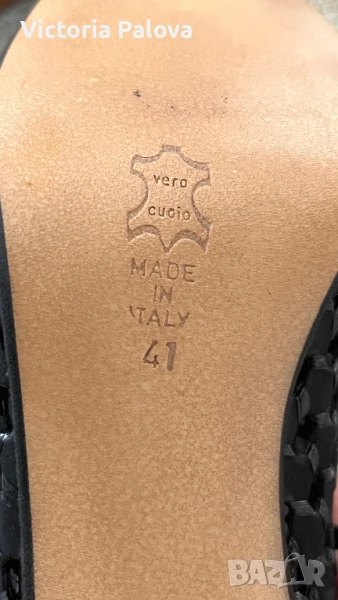 Victoria Palova
vero
cuoio
MADE
IN
ITALY
41
BAZAR